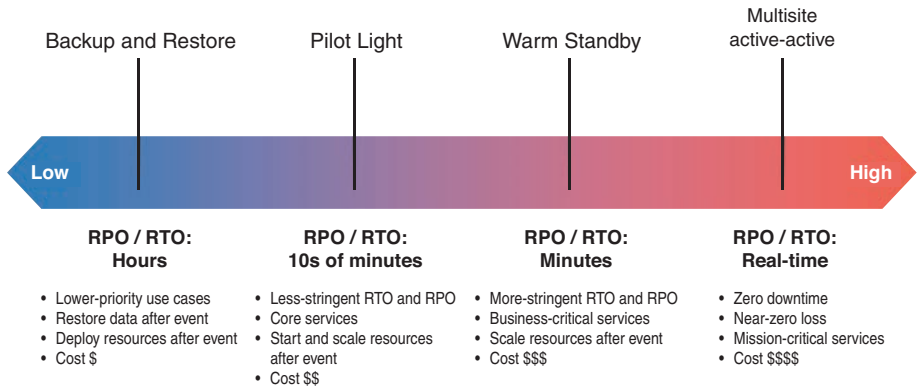 Backup and Restore
Pilot Light
Warm Standby
Multisite
active-active
Low
High
RPO / RTO:
Hours
• Lower-priority use cases
• Restore data after event
• Deploy resources after event
• Cost $
RPO / RTO:
10s of minutes
• Less-stringent RTO and RPO
• Core services
• Start and scale resources
after event
• Cost $$
RPO / RTO:
Minutes
• More-stringent RTO and RPO
• Business-critical services
• Scale resources after event
• Cost $$$
RPO / RTO:
Real-time
• Zero downtime
• Near-zero loss
• Mission-critical services
• Cost $$$$